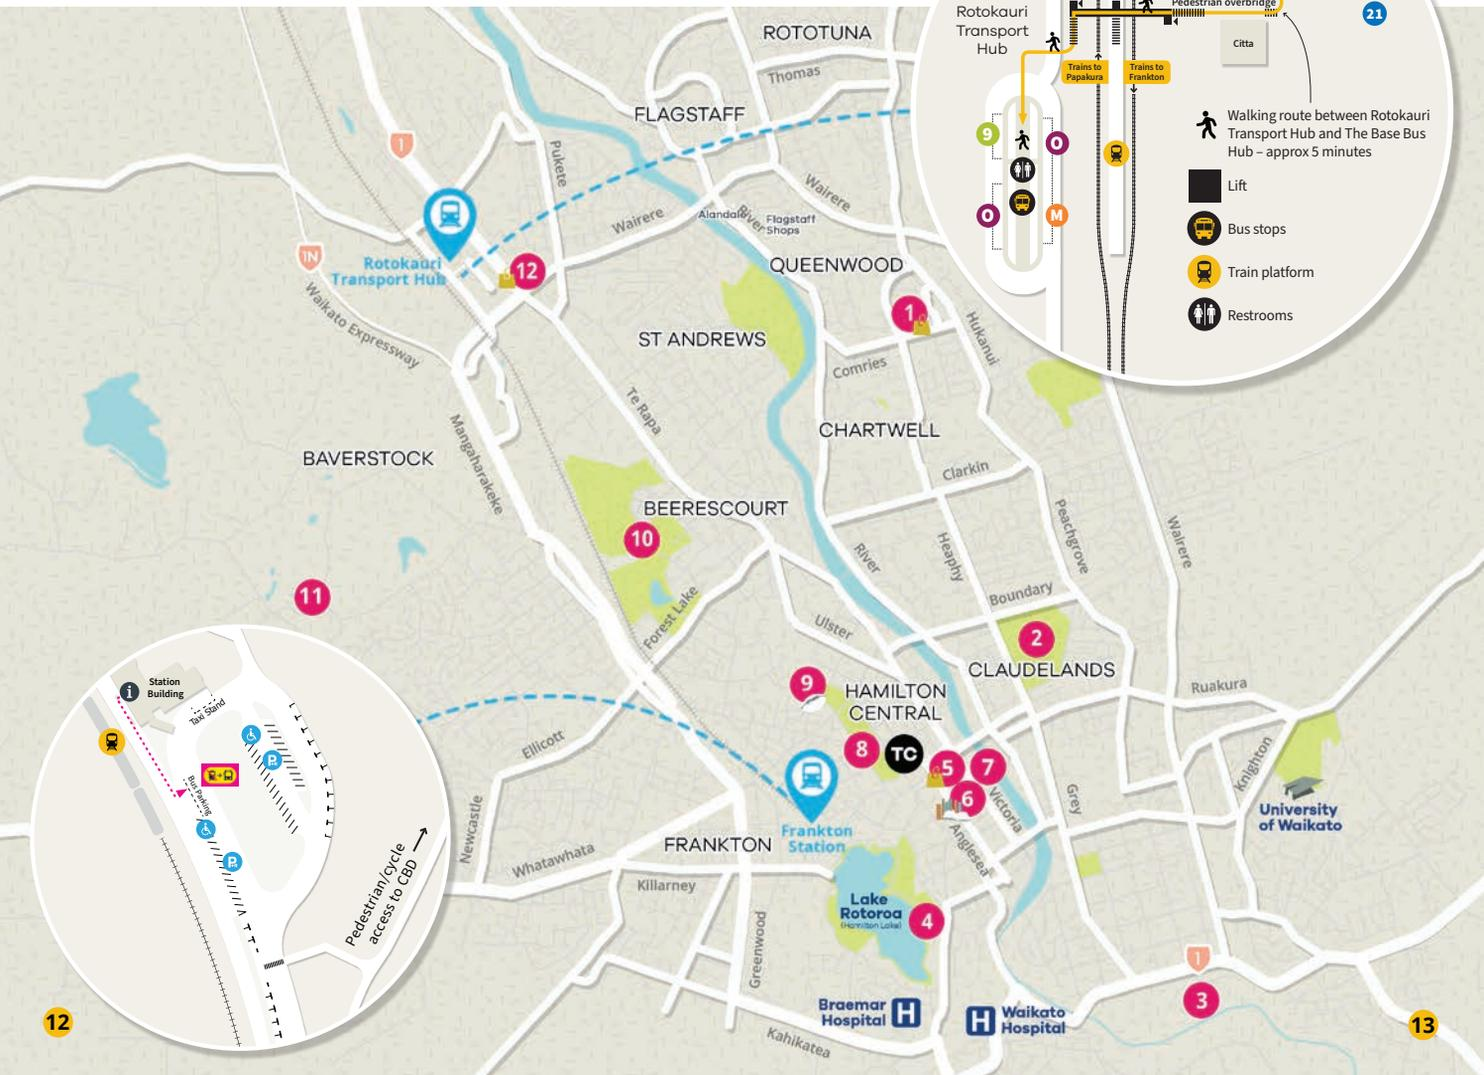 ROTOTUNA
Thomas
FLAGSTAFF
1
Pukete
Wairere
Wairere
Alandale
River
Flagstaff
Shops
QUEENWOOD
Rotokauri
Transport Hub
1N
12
Waikato Expressway
ST ANDREWS
1
Hukanui
Comries
Te Rapa
Mangaharakeke
BAVERSTOCK
CHARTWELL
Clarkin
BEERESCOURT
10
Peachgrove
Wairere
Heaphy
River
11
Forest Lake
Boundary
Ulster
2
CLAUDELANDS
9
HAMILTON
CENTRAL
Ruakura
8
TC
5
7
6
Ellicott
Knighton
Victoria
Grey
Anglesea
University
of Waikato
Frankton
Station
FRANKTON
Newcastle
Whatawhata
Killarney
Lake
Rotoroa
(Hamilton Lake)
4
Greenwood
1
3
Braemar
Hospital
H
H
Waikato
Hospital
Kahikatea
Rotokauri
Transport
Hub
Pedestrian overbridge
21
Citta
Trains to
Papakura
Trains to
Frankton
9
O
O
M
Walking route between Rotokauri
Transport Hub and The Base Bus
Hub – approx 5 minutes
Lift
Bus stops
Train platform
Restrooms
i
Station
Building
Taxi Stand
Bus Parking
P
P
Pedestrian/cycle
access to CBD
12
13